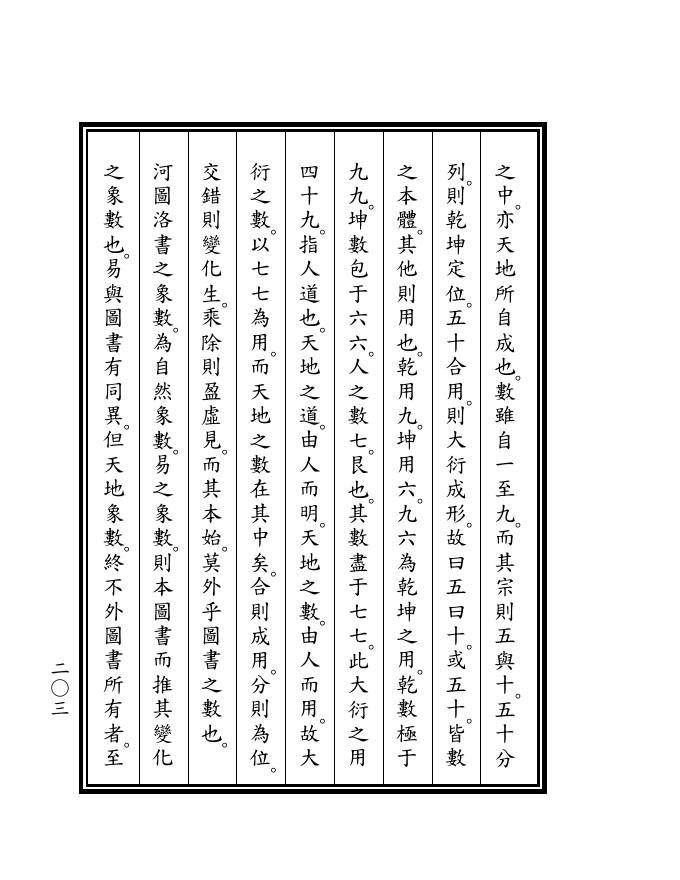 之中。亦天地所自成也。數雖自一至九。而其宗則五與十。五十分
列。則乾坤定位。五十合用。則大衍成形。故曰五曰十。或五十。皆數
之本體。其他則用也。乾用九。坤用六。九六為乾坤之用。乾數極于
九九。坤數包于六六。人之數七。艮也。其數盡于七七。此大衍之用
四十九。指人道也。天地之道。由人而明。天地之數。由人而用。故大
衍之數。以七七為用。而天地之數在其中矣。合則成用。分則為位。
交錯則變化生。乘除則盈虛見。而其本始。莫外乎圖書之數也。
河圖洛書之象數。為自然象數。易之象數。則本圖書而推其變化
之象數也。易與圖書有同異。但天地象數。終不外圖書所有者。至
二〇三